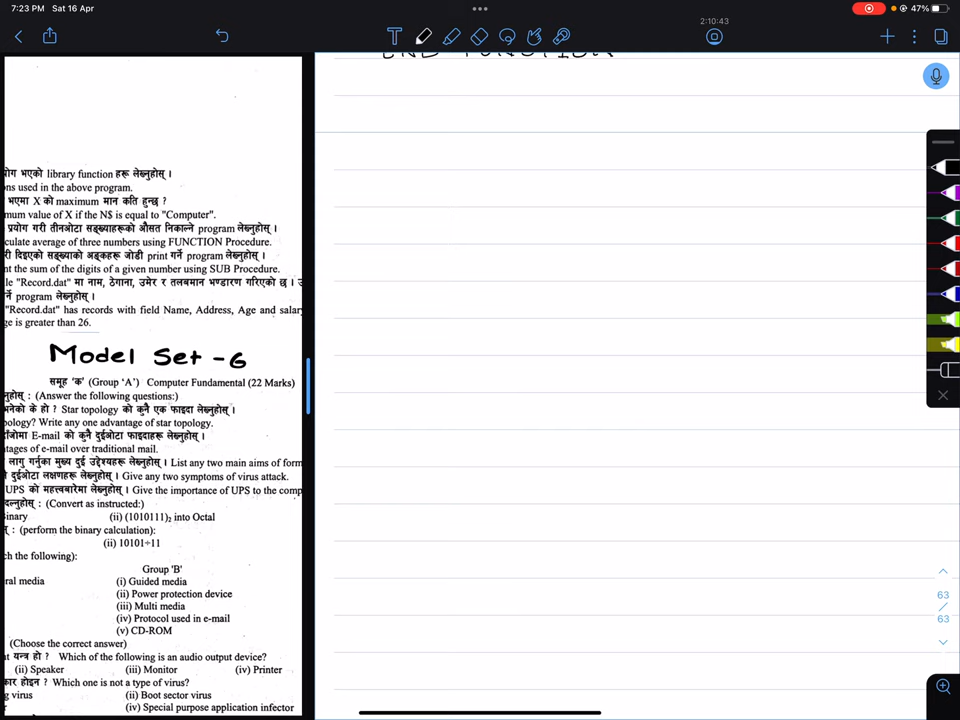 7:23 PM Sat 16 Apr
47%
2:10:43
END FUNCTION
योग भएको library function हरू लेख्नुहोस् ।
ns used in the above program.
भएमा X को maximum मान कति हुन्छ ?
mum value of X if the N$ is equal to "Computer".
प्रयोग गरी तीनओटा सङ्ख्याहरूको औसत निकाल्ने program लेख्नुहोस् ।
culate average of three numbers using FUNCTION Procedure.
री दिइएको सङ्ख्याको अङ्कहरू जोडी print गर्ने program लेख्नुहोस् ।
nt the sum of the digits of a given number using SUB Procedure.
le "Record.dat" मा नाम, ठेगाना, उमेर र तलबमान भण्डारण गरिएको छ । उ
र्ने program लेख्नुहोस् ।
"Record.dat" has records with field Name, Address, Age and salar
ge is greater than 26.
Model Set - 6
समूह 'क' (Group 'A') Computer Fundamental (22 Marks)
नुहोस् : (Answer the following questions:)
भनेको के हो ? Star topology को कुनै एक फाइदा लेख्नुहोस् ।
ology? Write any one advantage of star topology.
ाँजोमा E-mail को कुनै दुईओटा फाइदाहरू लेख्नुहोस् ।
tages of e-mail over traditional mail.
लागु गर्नुका मुख्य दुई उद्देश्यहरू लेख्नुहोस् । List any two main aims of form
दुईओटा लक्षणहरू लेख्नुहोस् । Give any two symptoms of virus attack.
UPS को महत्त्वबारेमा लेख्नुहोस् । Give the importance of UPS to the comp
दल्नुहोस् : (Convert as instructed:)
Binary (ii) (1010111)₂ into Octal
: (perform the binary calculation):
(ii) 10101÷11
ch the following):
Group 'B'
ral media (i) Guided media
(ii) Power protection device
(iii) Multi media
(iv) Protocol used in e-mail
(v) CD-ROM
(Choose the correct answer)
यन्त्र हो ? Which of the following is an audio output device?
(ii) Speaker (iii) Monitor (iv) Printer
कार होइन ? Which one is not a type of virus?
g virus (ii) Boot sector virus
(iv) Special purpose application infector
63
/
63